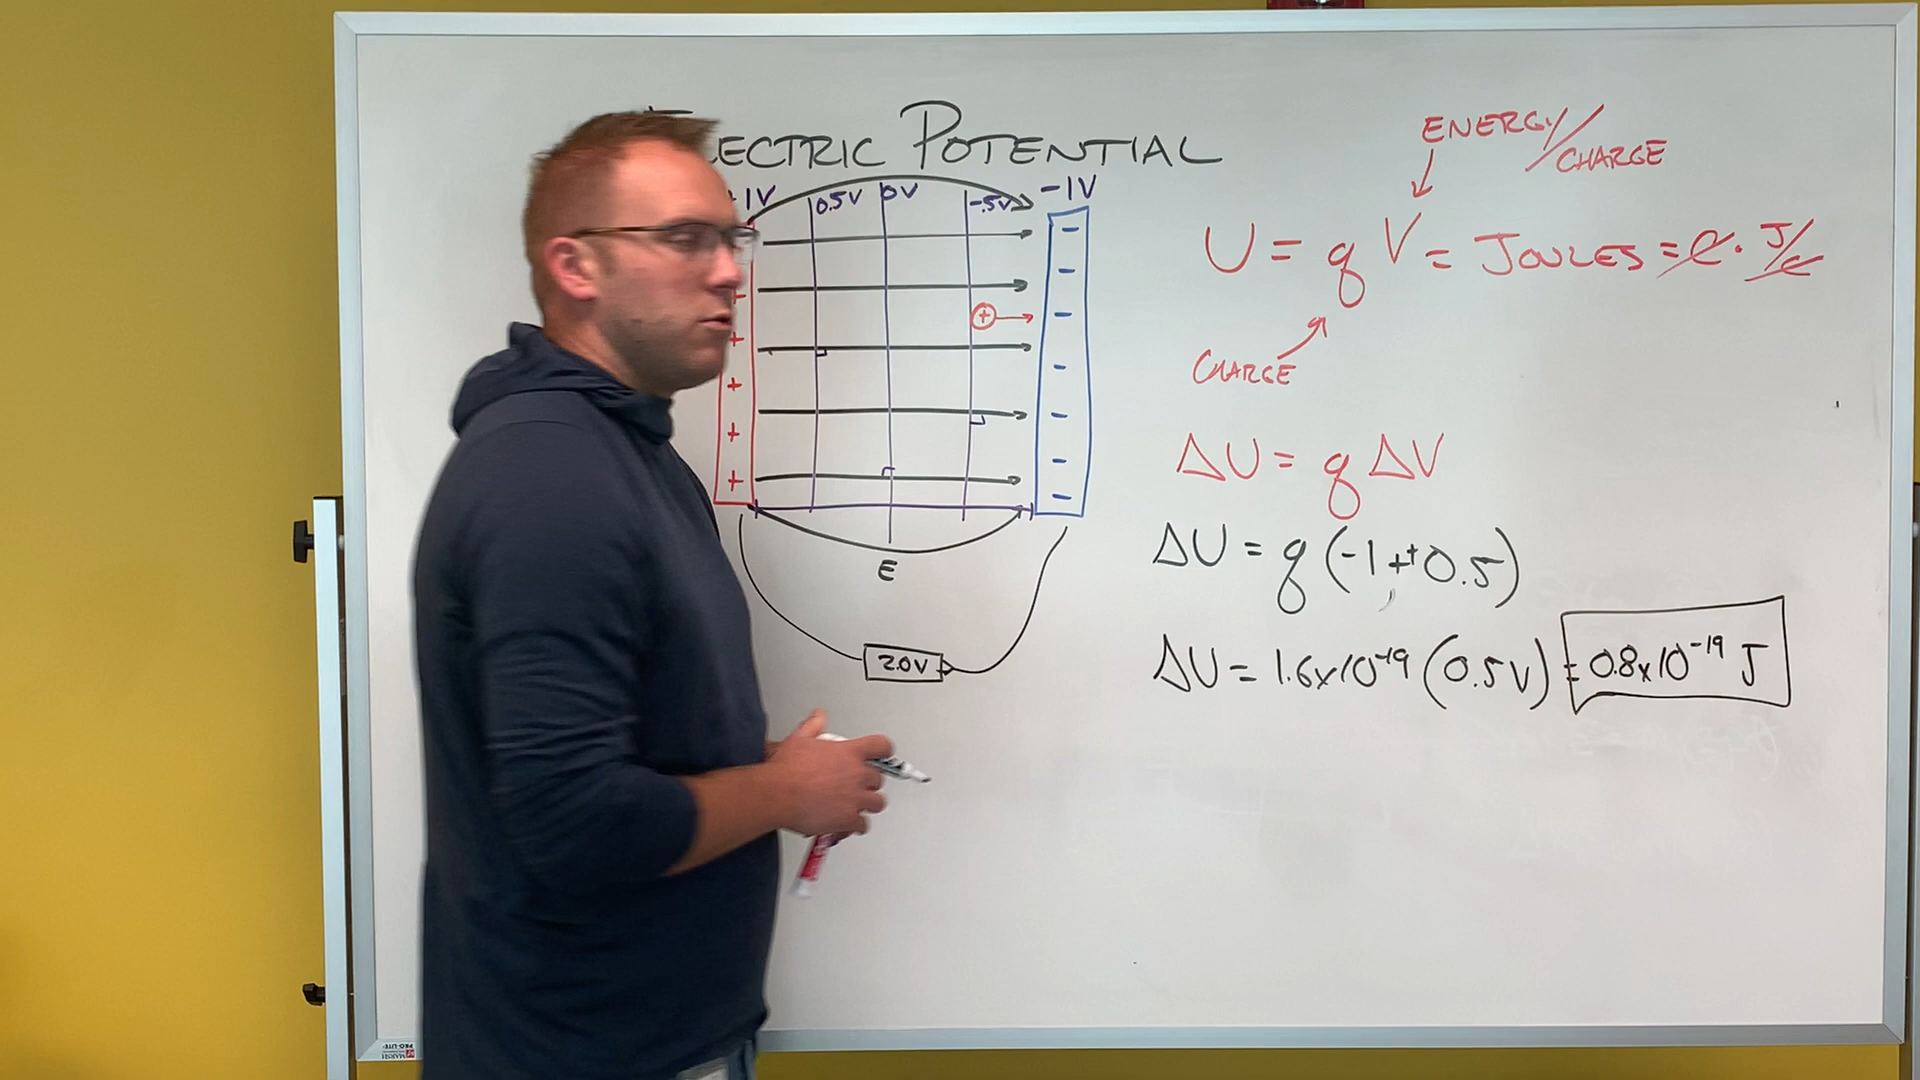 ELECTRIC POTENTIAL
ENERGY/CHARGE
+1V 0.5V 0V -.5V -1V
U = q V = JOULES = C · J/C
CHARGE
ΔU = q ΔV
ΔU = q (-1 + +0.5)
E
2.0V
ΔU = 1.6x10^-19 (0.5V) = 0.8x10^-19 J